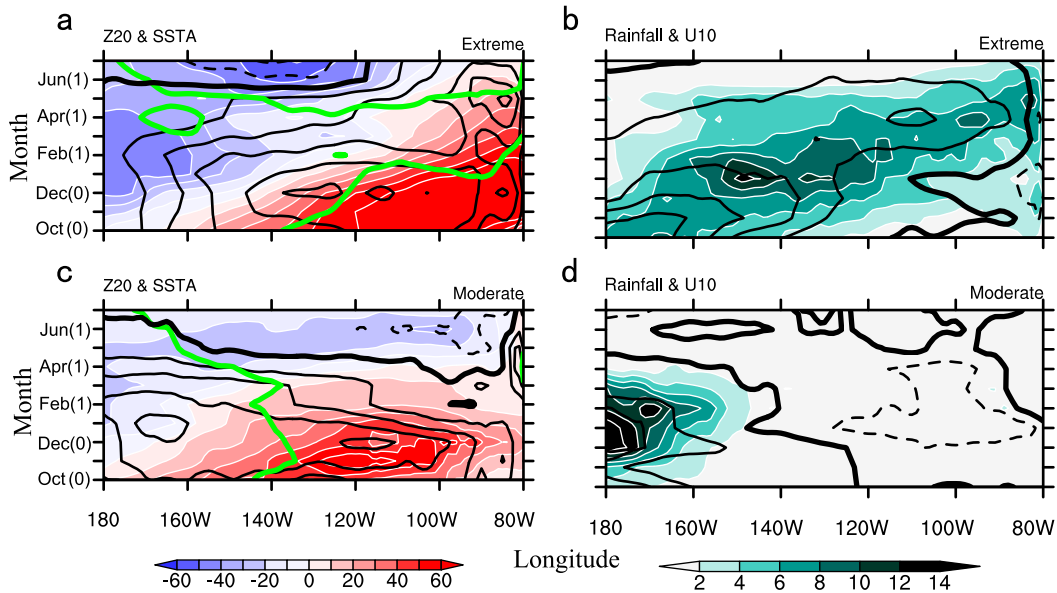 a
Z20 & SSTA
Extreme
b
Rainfall & U10
Extreme
Jun(1)
Apr(1)
Feb(1)
Dec(0)
Oct(0)
Month
c
Z20 & SSTA
Moderate
d
Rainfall & U10
Moderate
Jun(1)
Apr(1)
Feb(1)
Dec(0)
Oct(0)
Month
180 160W 140W 120W 100W 80W
180 160W 140W 120W 100W 80W
Longitude
-60 -40 -20 0 20 40 60
2 4 6 8 10 12 14